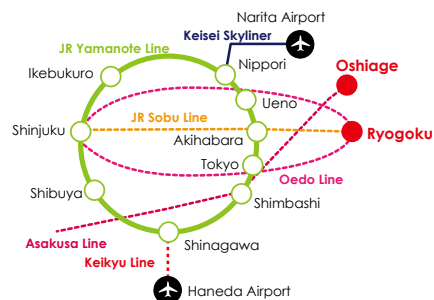 Narita Airport
JR Yamanote Line
Keisei Skyliner
Ikebukuro
Nippori
Oshiage
Ueno
Shinjuku
JR Sobu Line
Akihabara
Ryogoku
Tokyo
Oedo Line
Shibuya
Shimbashi
Asakusa Line
Shinagawa
Keikyu Line
Haneda Airport